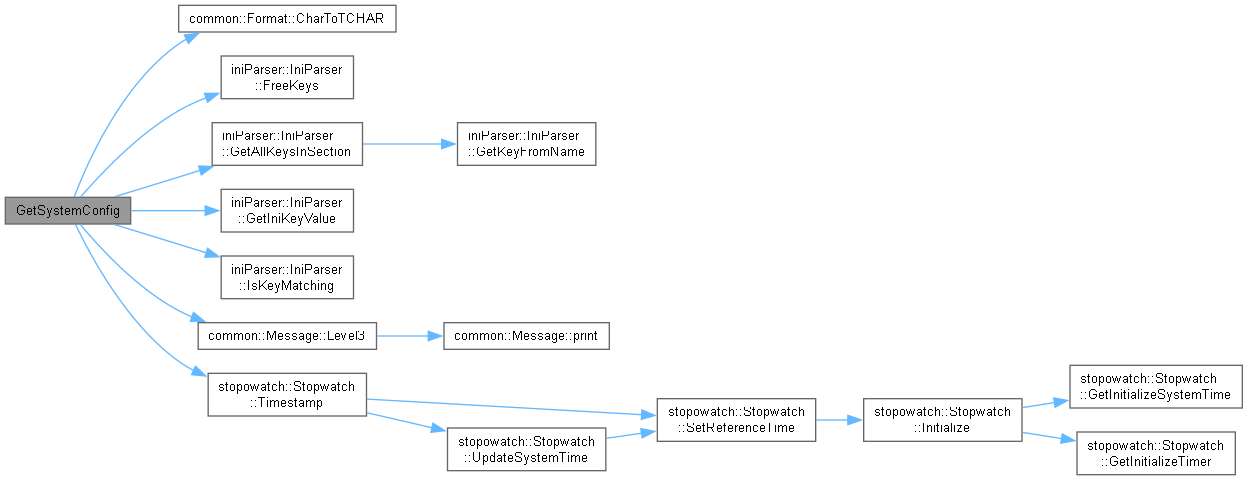 common::Format::CharToTCHAR
iniParser::IniParser
::FreeKeys
iniParser::IniParser
::GetAllKeysInSection
iniParser::IniParser
::GetKeyFromName
GetSystemConfig
iniParser::IniParser
::GetIniKeyValue
iniParser::IniParser
::IsKeyMatching
common::Message::Level3
common::Message::print
stopowatch::Stopwatch
::Timestamp
stopowatch::Stopwatch
::UpdateSystemTime
stopowatch::Stopwatch
::SetReferenceTime
stopowatch::Stopwatch
::Initialize
stopowatch::Stopwatch
::GetInitializeSystemTime
stopowatch::Stopwatch
::GetInitializeTimer